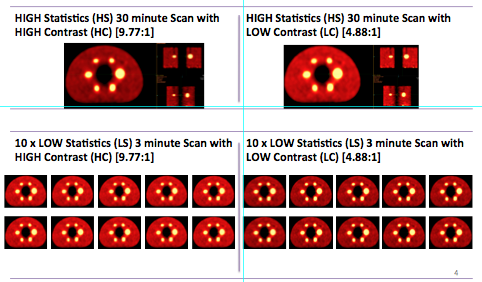 HIGH Statistics (HS) 30 minute Scan with
HIGH Contrast (HC) [9.77:1]
HIGH Statistics (HS) 30 minute Scan with
LOW Contrast (LC) [4.88:1]
10 x LOW Statistics (LS) 3 minute Scan with
HIGH Contrast (HC) [9.77:1]
10 x LOW Statistics (LS) 3 minute Scan with
LOW Contrast (LC) [4.88:1]
4